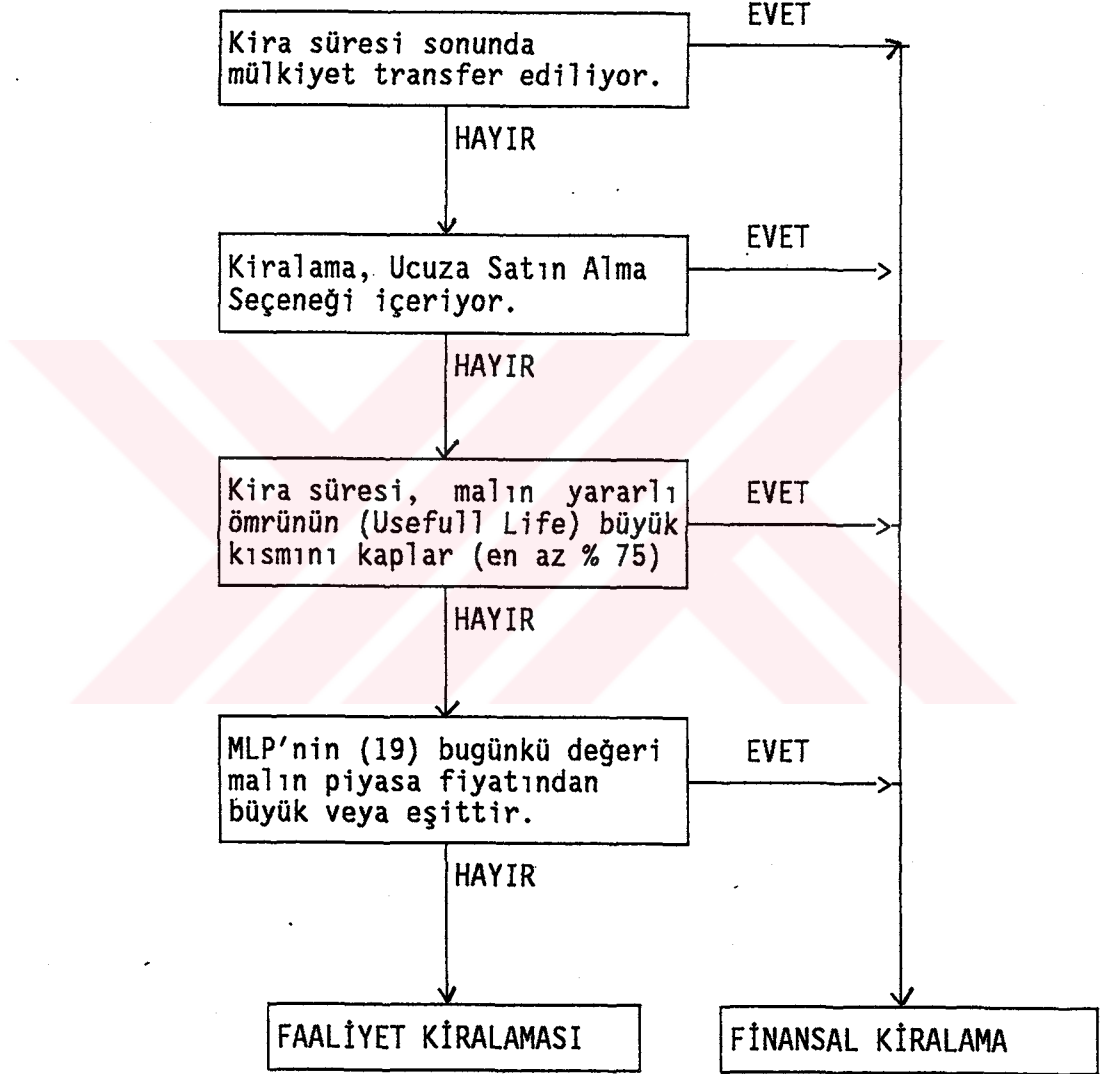 EVET
Kira süresi sonunda
mülkiyet transfer ediliyor.
HAYIR
EVET
Kiralama, Ucuza Satın Alma
Seçeneği içeriyor.
HAYIR
EVET
Kira süresi, malın yararlı
ömrünün (Usefull Life) büyük
kısmını kaplar (en az % 75)
HAYIR
EVET
MLP'nin (19) bugünkü değeri
malın piyasa fiyatından
büyük veya eşittir.
HAYIR
FAALİYET KİRALAMASI
FİNANSAL KİRALAMA